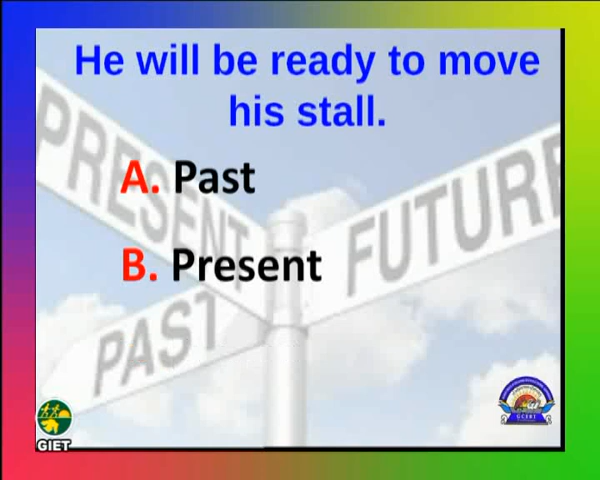 He will be ready to move
his stall.
A. Past
B. Present
PRESENT
FUTURE
PAST
GIET